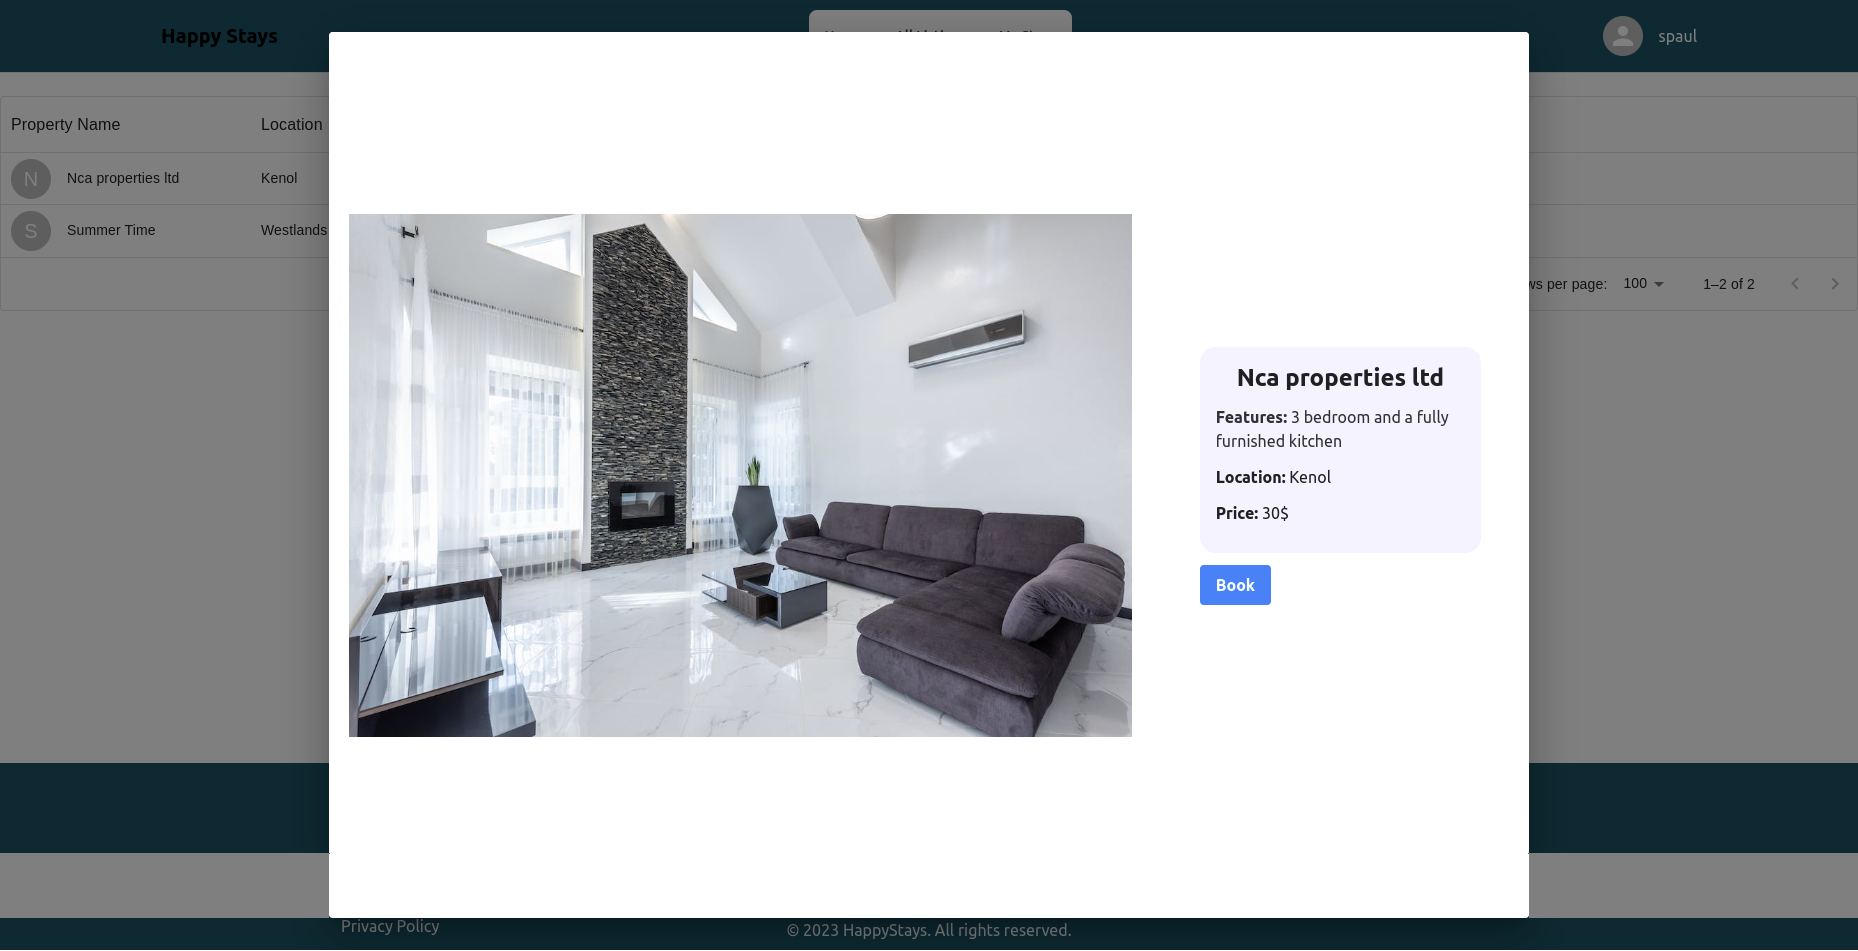 Happy Stays
spaul
Property Name
Location
N
Nca properties ltd
Kenol
S
Summer Time
Westlands
per page:
100
1–2 of 2
Nca properties ltd
Features: 3 bedroom and a fully
furnished kitchen
Location: Kenol
Price: 30$
Book
Privacy Policy
© 2023 HappyStays. All rights reserved.